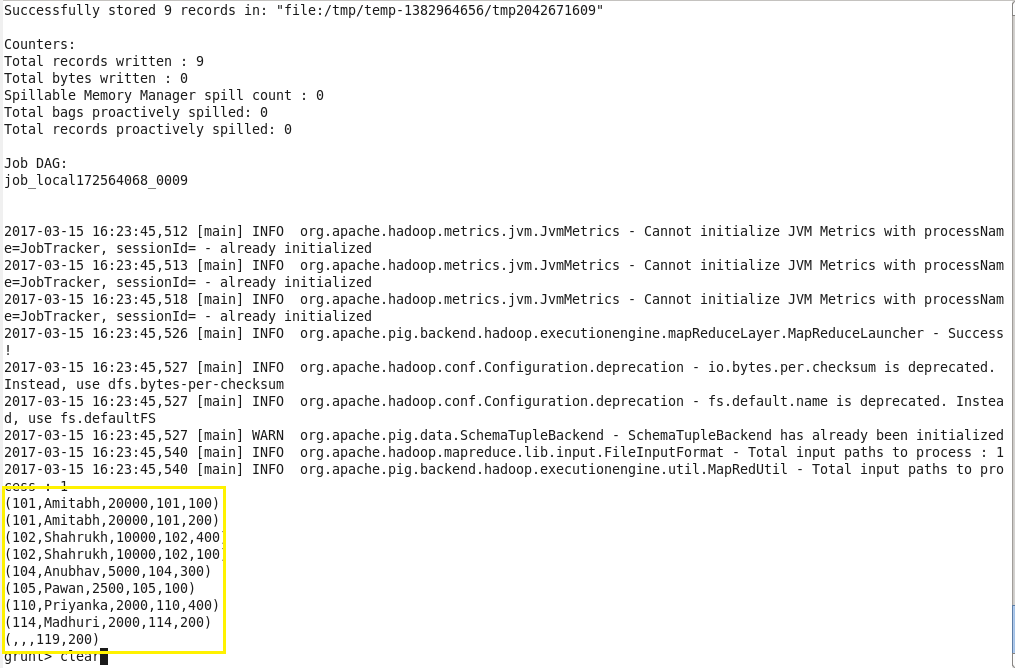 Successfully stored 9 records in: "file:/tmp/temp-1382964656/tmp2042671609"
Counters:
Total records written : 9
Total bytes written : 0
Spillable Memory Manager spill count : 0
Total bags proactively spilled: 0
Total records proactively spilled: 0
Job DAG:
job_local172564068_0009
2017-03-15 16:23:45,512 [main] INFO  org.apache.hadoop.metrics.jvm.JvmMetrics - Cannot initialize JVM Metrics with processNam
e=JobTracker, sessionId= - already initialized
2017-03-15 16:23:45,513 [main] INFO  org.apache.hadoop.metrics.jvm.JvmMetrics - Cannot initialize JVM Metrics with processNam
e=JobTracker, sessionId= - already initialized
2017-03-15 16:23:45,518 [main] INFO  org.apache.hadoop.metrics.jvm.JvmMetrics - Cannot initialize JVM Metrics with processNam
e=JobTracker, sessionId= - already initialized
2017-03-15 16:23:45,526 [main] INFO  org.apache.pig.backend.hadoop.executionengine.mapReduceLayer.MapReduceLauncher - Success
!
2017-03-15 16:23:45,527 [main] INFO  org.apache.hadoop.conf.Configuration.deprecation - io.bytes.per.checksum is deprecated.
Instead, use dfs.bytes-per-checksum
2017-03-15 16:23:45,527 [main] INFO  org.apache.hadoop.conf.Configuration.deprecation - fs.default.name is deprecated. Instea
d, use fs.defaultFS
2017-03-15 16:23:45,527 [main] WARN  org.apache.pig.data.SchemaTupleBackend - SchemaTupleBackend has already been initialized
2017-03-15 16:23:45,540 [main] INFO  org.apache.hadoop.mapreduce.lib.input.FileInputFormat - Total input paths to process : 1
2017-03-15 16:23:45,540 [main] INFO  org.apache.pig.backend.hadoop.executionengine.util.MapRedUtil - Total input paths to pro
cess : 1
(101,Amitabh,20000,101,100)
(101,Amitabh,20000,101,200)
(102,Shahrukh,10000,102,400)
(102,Shahrukh,10000,102,100)
(104,Anubhav,5000,104,300)
(105,Pawan,2500,105,100)
(110,Priyanka,2000,110,400)
(114,Madhuri,2000,114,200)
(,,,119,200)
grunt> clear